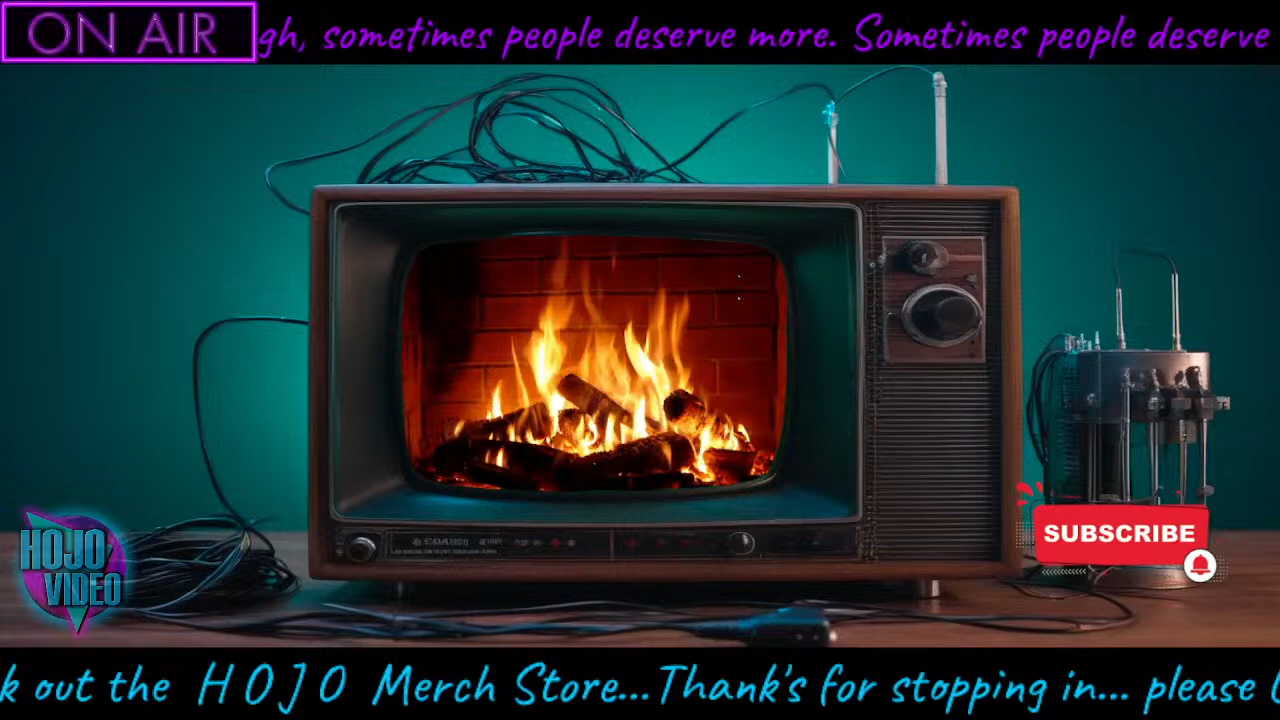 ON AIR
gh, sometimes people deserve more. Sometimes people deserve
SUBSCRIBE
HOJO
VIDEO
k out the HOJO Merch Store...Thank's for stopping in... please